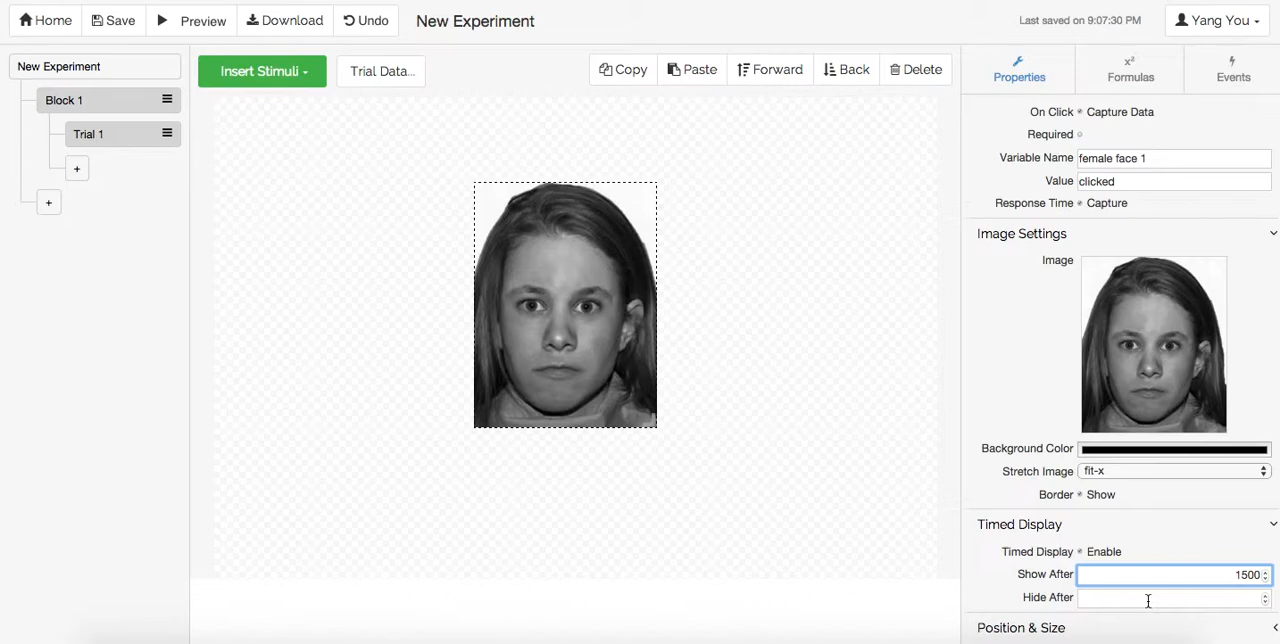 Home Save Preview Download Undo New Experiment Last saved on 9:07:30 PM Yang You
New Experiment
Block 1
Trial 1
+
+
Insert Stimuli Trial Data... Copy Paste Forward Back Delete
x² 
Properties Formulas Events
On Click Capture Data
Required
Variable Name female face 1
Value clicked
Response Time Capture
Image Settings
Image
Background Color
Stretch Image fit-x
Border Show
Timed Display
Timed Display Enable
Show After 1500
Hide After
Position & Size